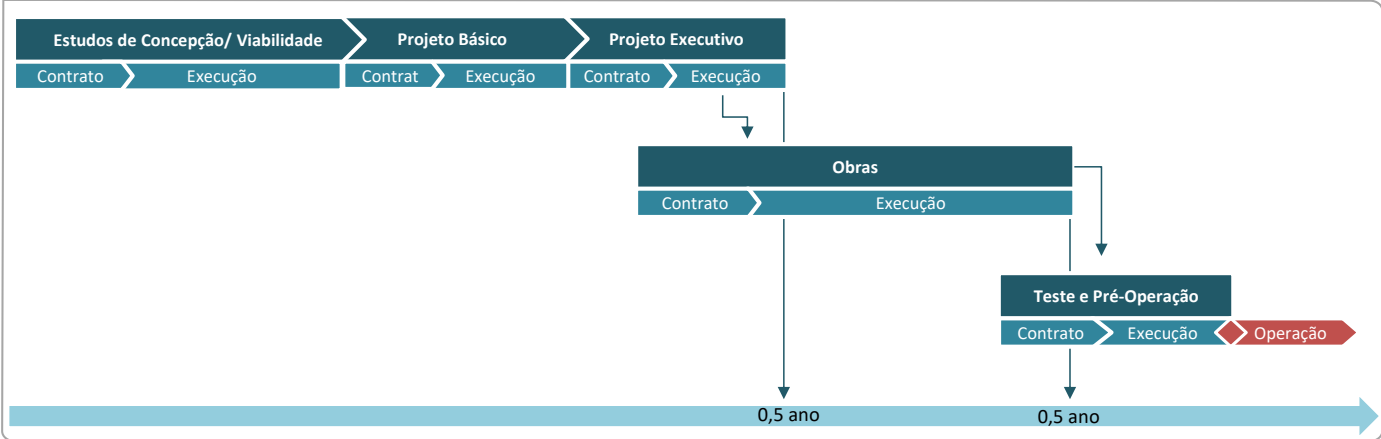 Estudos de Concepção/ Viabilidade Projeto Básico Projeto Executivo
Contrato Execução Contrat Execução Contrato Execução
Obras
Contrato Execução
Teste e Pré-Operação
Contrato Execução Operação
0,5 ano 0,5 ano